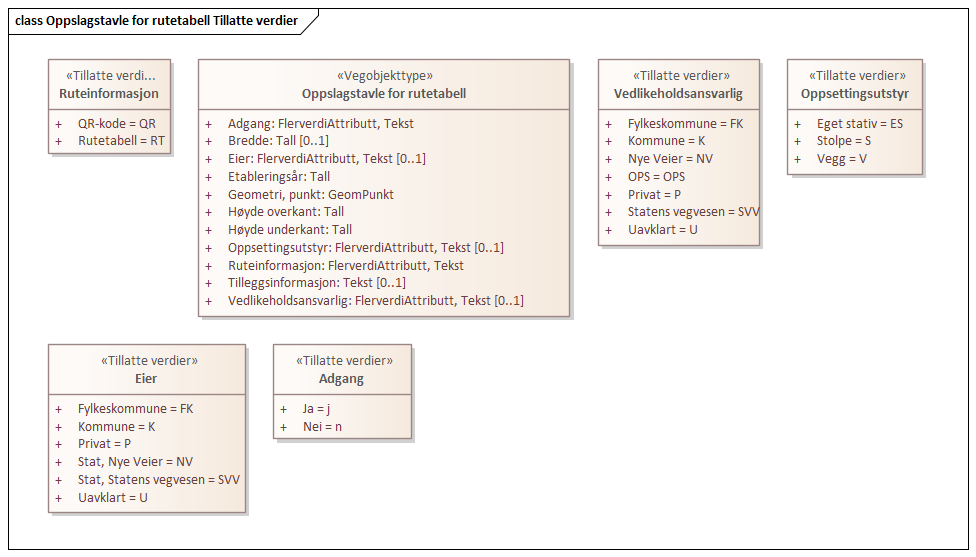 class Oppslagstavle for rutetabell Tillatte verdier
«Tillatte verdi...
Ruteinformasjon
+ QR-kode = QR
+ Rutetabell = RT
«Vegobjekttype»
Oppslagstavle for rutetabell
+ Adgang: FlerverdiAttributt, Tekst
+ Bredde: Tall [0..1]
+ Eier: FlerverdiAttributt, Tekst [0..1]
+ Etableringsår: Tall
+ Geometri, punkt: GeomPunkt
+ Høyde overkant: Tall
+ Høyde underkant: Tall
+ Oppsettingsutstyr: FlerverdiAttributt, Tekst [0..1]
+ Ruteinformasjon: FlerverdiAttributt, Tekst
+ Tilleggsinformasjon: Tekst [0..1]
+ Vedlikeholdsansvarlig: FlerverdiAttributt, Tekst [0..1]
«Tillatte verdier»
Vedlikeholdsansvarlig
+ Fylkeskommune = FK
+ Kommune = K
+ Nye Veier = NV
+ OPS = OPS
+ Privat = P
+ Statens vegvesen = SVV
+ Uavklart = U
«Tillatte verdier»
Oppsettingsutstyr
+ Eget stativ = ES
+ Stolpe = S
+ Vegg = V
«Tillatte verdier»
Eier
+ Fylkeskommune = FK
+ Kommune = K
+ Privat = P
+ Stat, Nye Veier = NV
+ Stat, Statens vegvesen = SVV
+ Uavklart = U
«Tillatte verdier»
Adgang
+ Ja = j
+ Nei = n